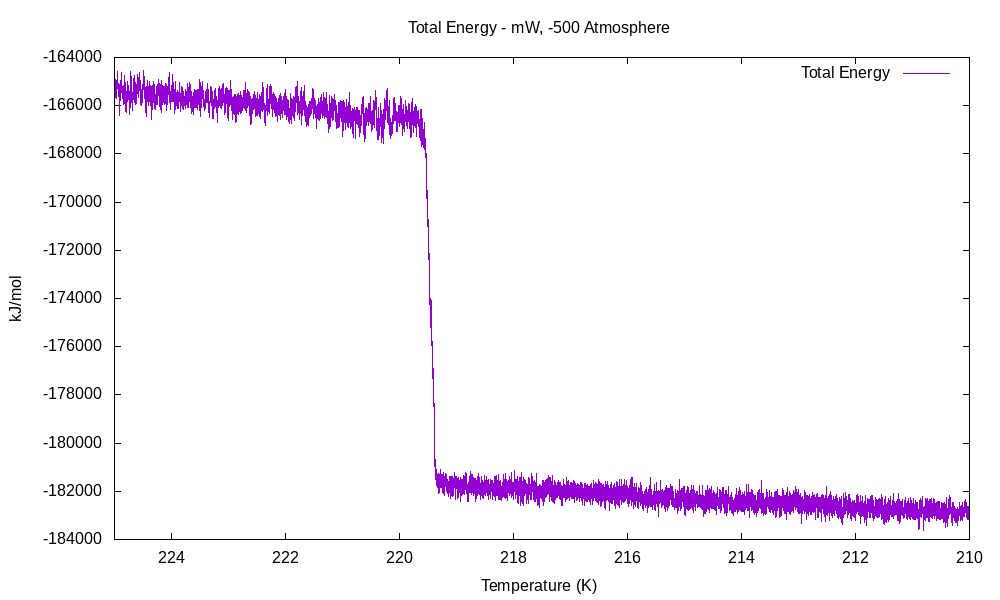 Total Energy - mW, -500 Atmosphere
Total Energy
-164000
-166000
-168000
-170000
-172000
-174000
-176000
-178000
-180000
-182000
-184000
kJ/mol
224 222 220 218 216 214 212 210
Temperature (K)